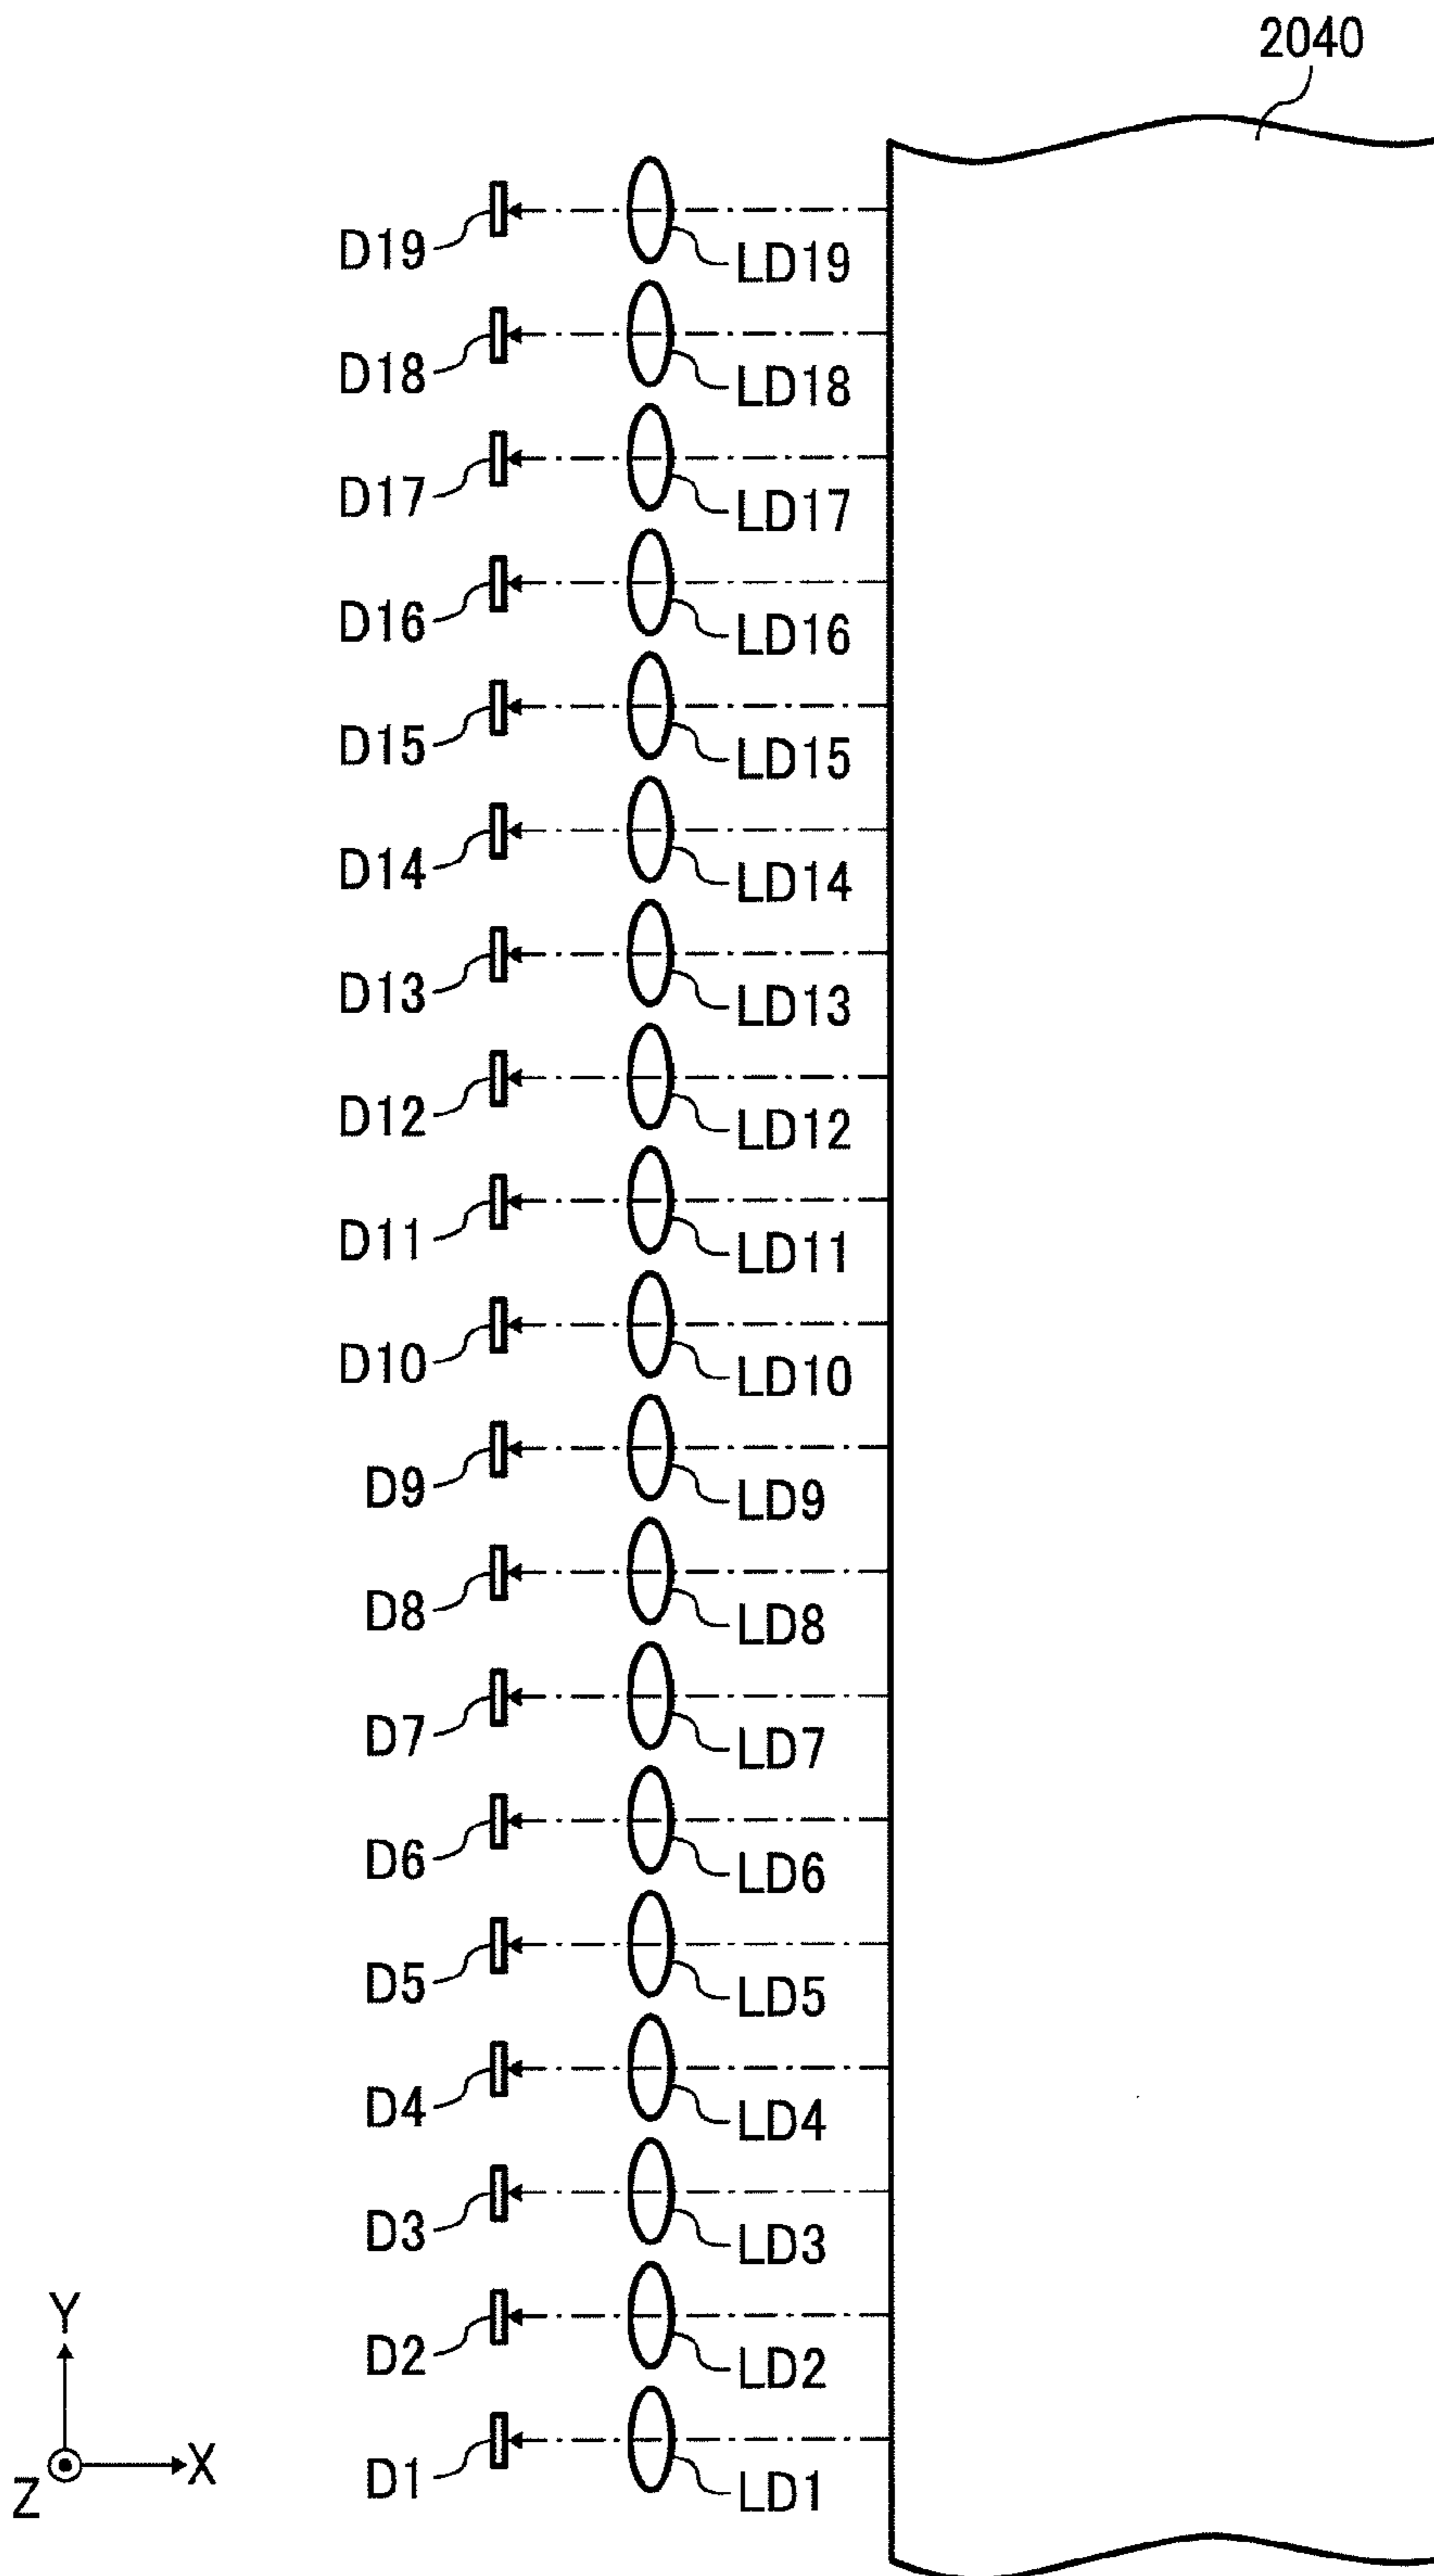 2040
D19 LD19
D18 LD18
D17 LD17
D16 LD16
D15 LD15
D14 LD14
D13 LD13
D12 LD12
D11 LD11
D10 LD10
D9 LD9
D8 LD8
D7 LD7
D6 LD6
D5 LD5
D4 LD4
D3 LD3
D2 LD2
D1 LD1
Y
X
Z